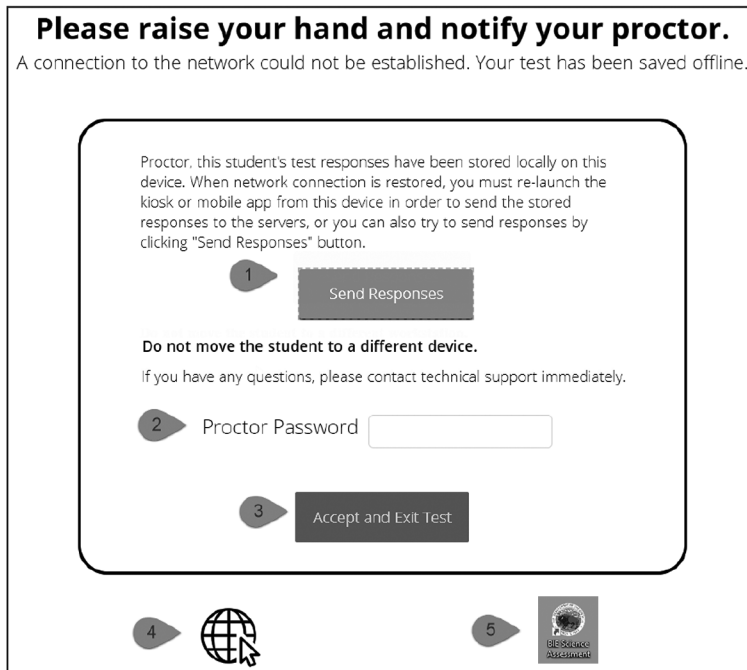 Please raise your hand and notify your proctor.
A connection to the network could not be established. Your test has been saved offline.
Proctor, this student's test responses have been stored locally on this
device. When network connection is restored, you must re-launch the
kiosk or mobile app from this device in order to send the stored
responses to the servers, or you can also try to send responses by
clicking "Send Responses" button.
1
Send Responses
Do not move the student to a different device.
If you have any questions, please contact technical support immediately.
2 Proctor Password
3
Accept and Exit Test
4
5
BIE Science
Assessment